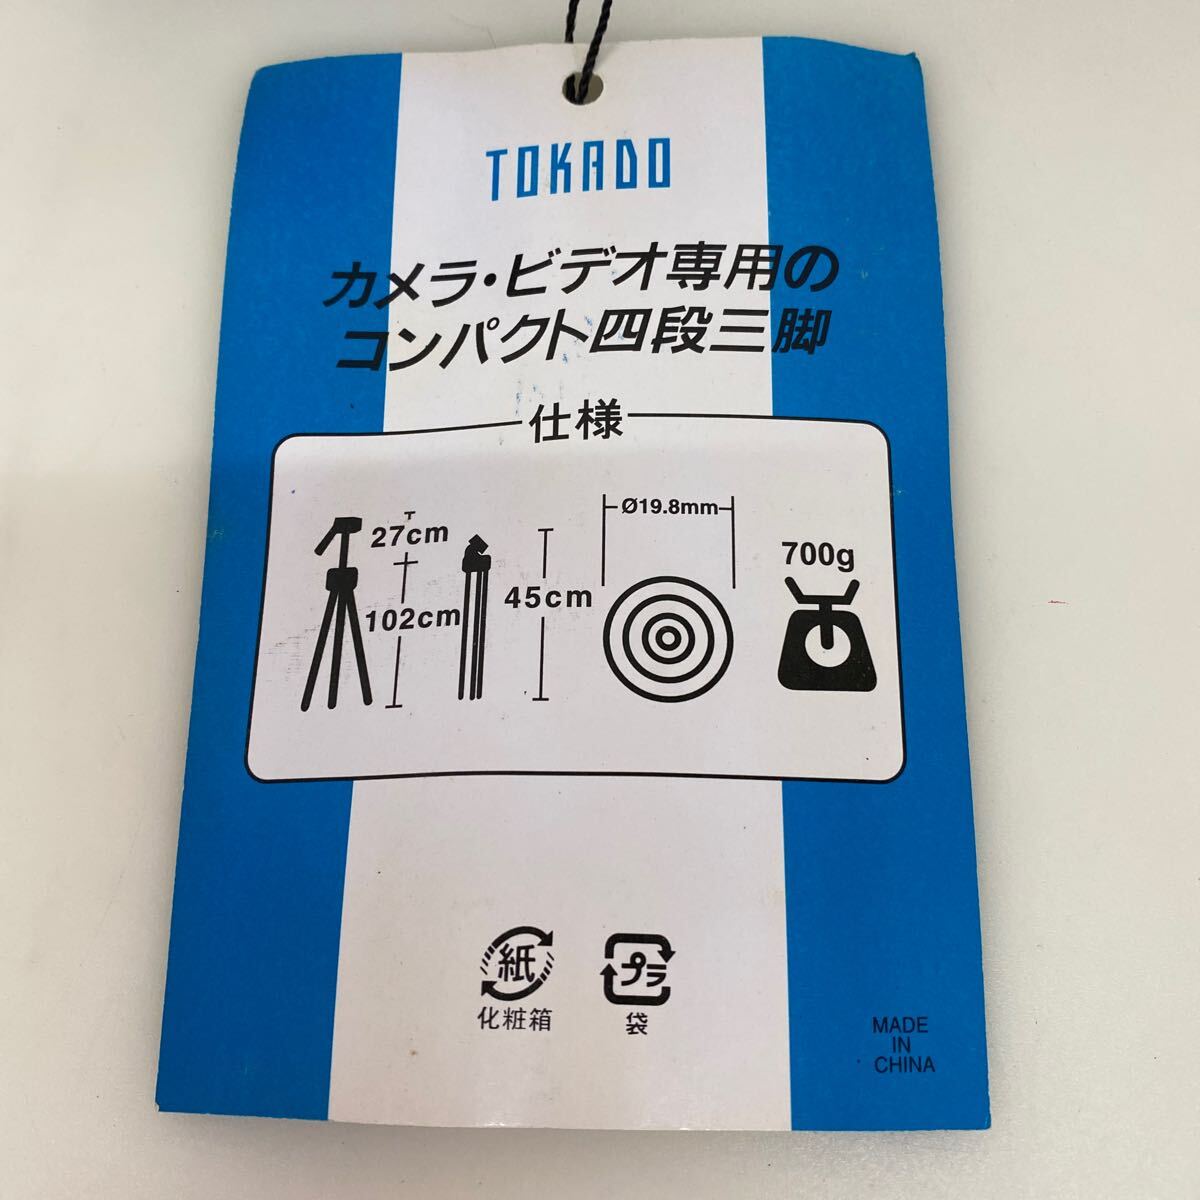 TOKADO
カメラ・ビデオ専用の
コンパクト四段三脚
仕様
27cm
102cm
45cm
Ø19.8mm
700g
紙
化粧箱
プラ
袋
MADE
IN
CHINA